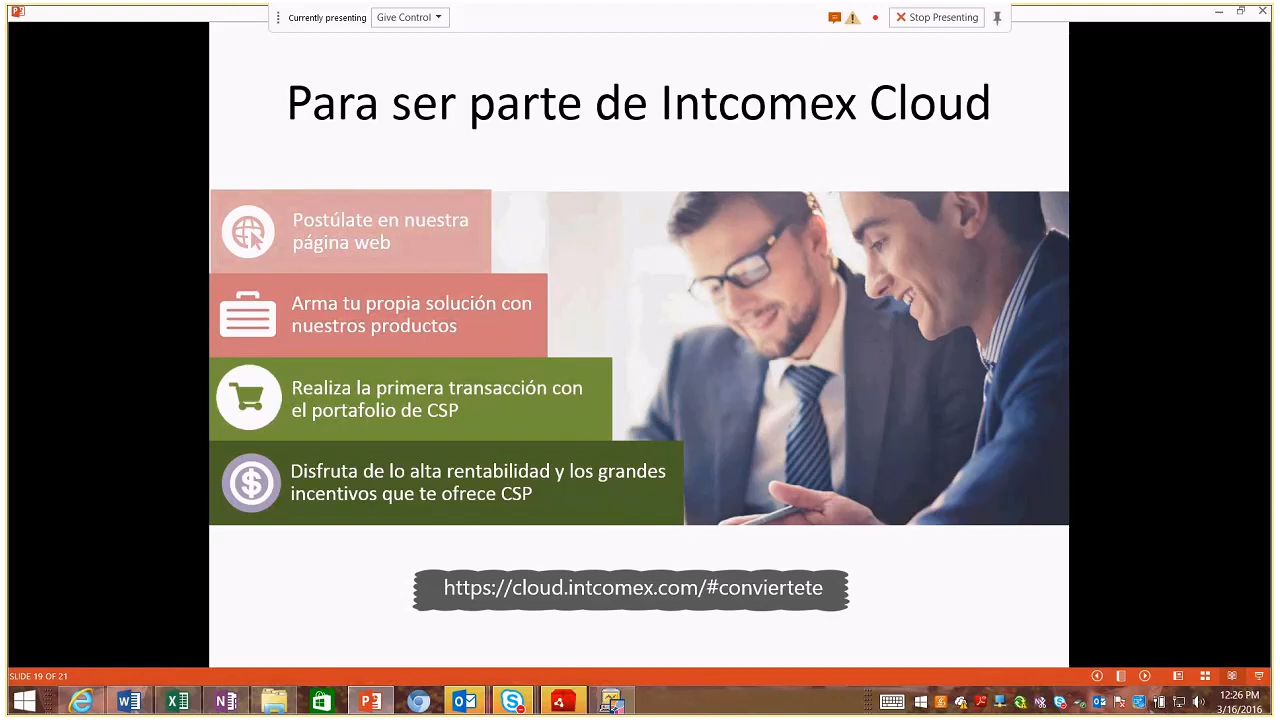 Currently presenting Give Control Stop Presenting
Para ser parte de Intcomex Cloud
Postúlate en nuestra
página web
Arma tu propia solución con
nuestros productos
Realiza la primera transacción con
el portafolio de CSP
Disfruta de lo alta rentabilidad y los grandes
incentivos que te ofrece CSP
https://cloud.intcomex.com/#conviertete
SLIDE 19 OF 21
12:26 PM
3/16/2016